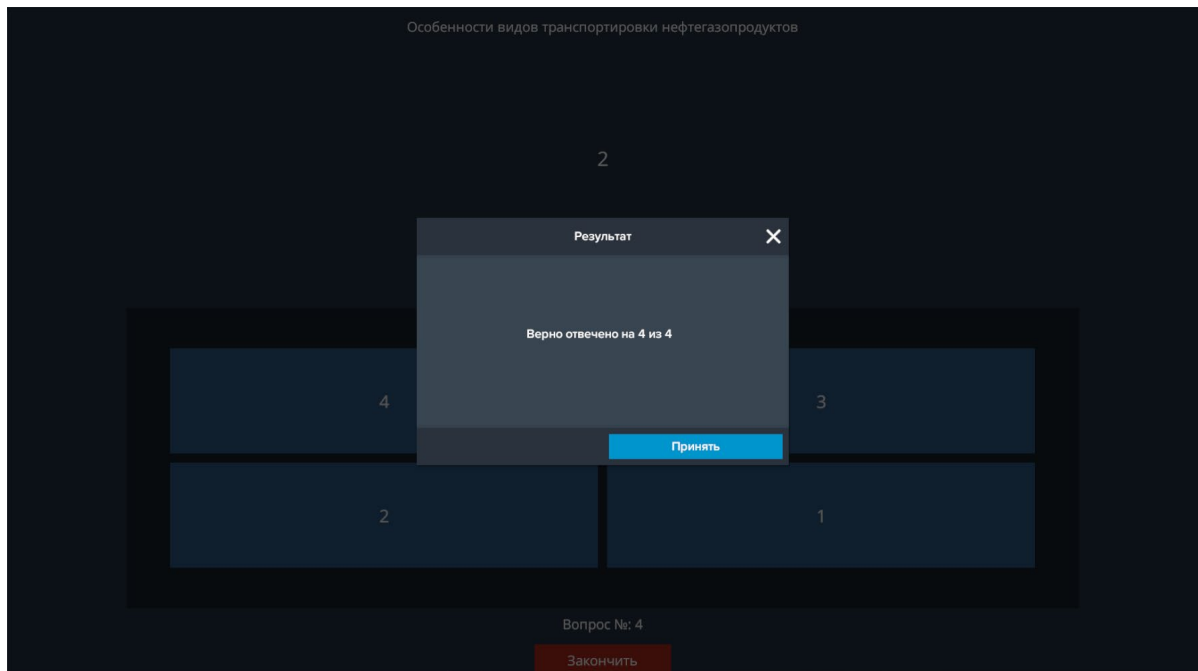 Особенности видов транспортировки нефтегазопродуктов
2
Результат
Верно отвечено на 4 из 4
4
3
Принять
2
1
Вопрос №: 4
Закончить